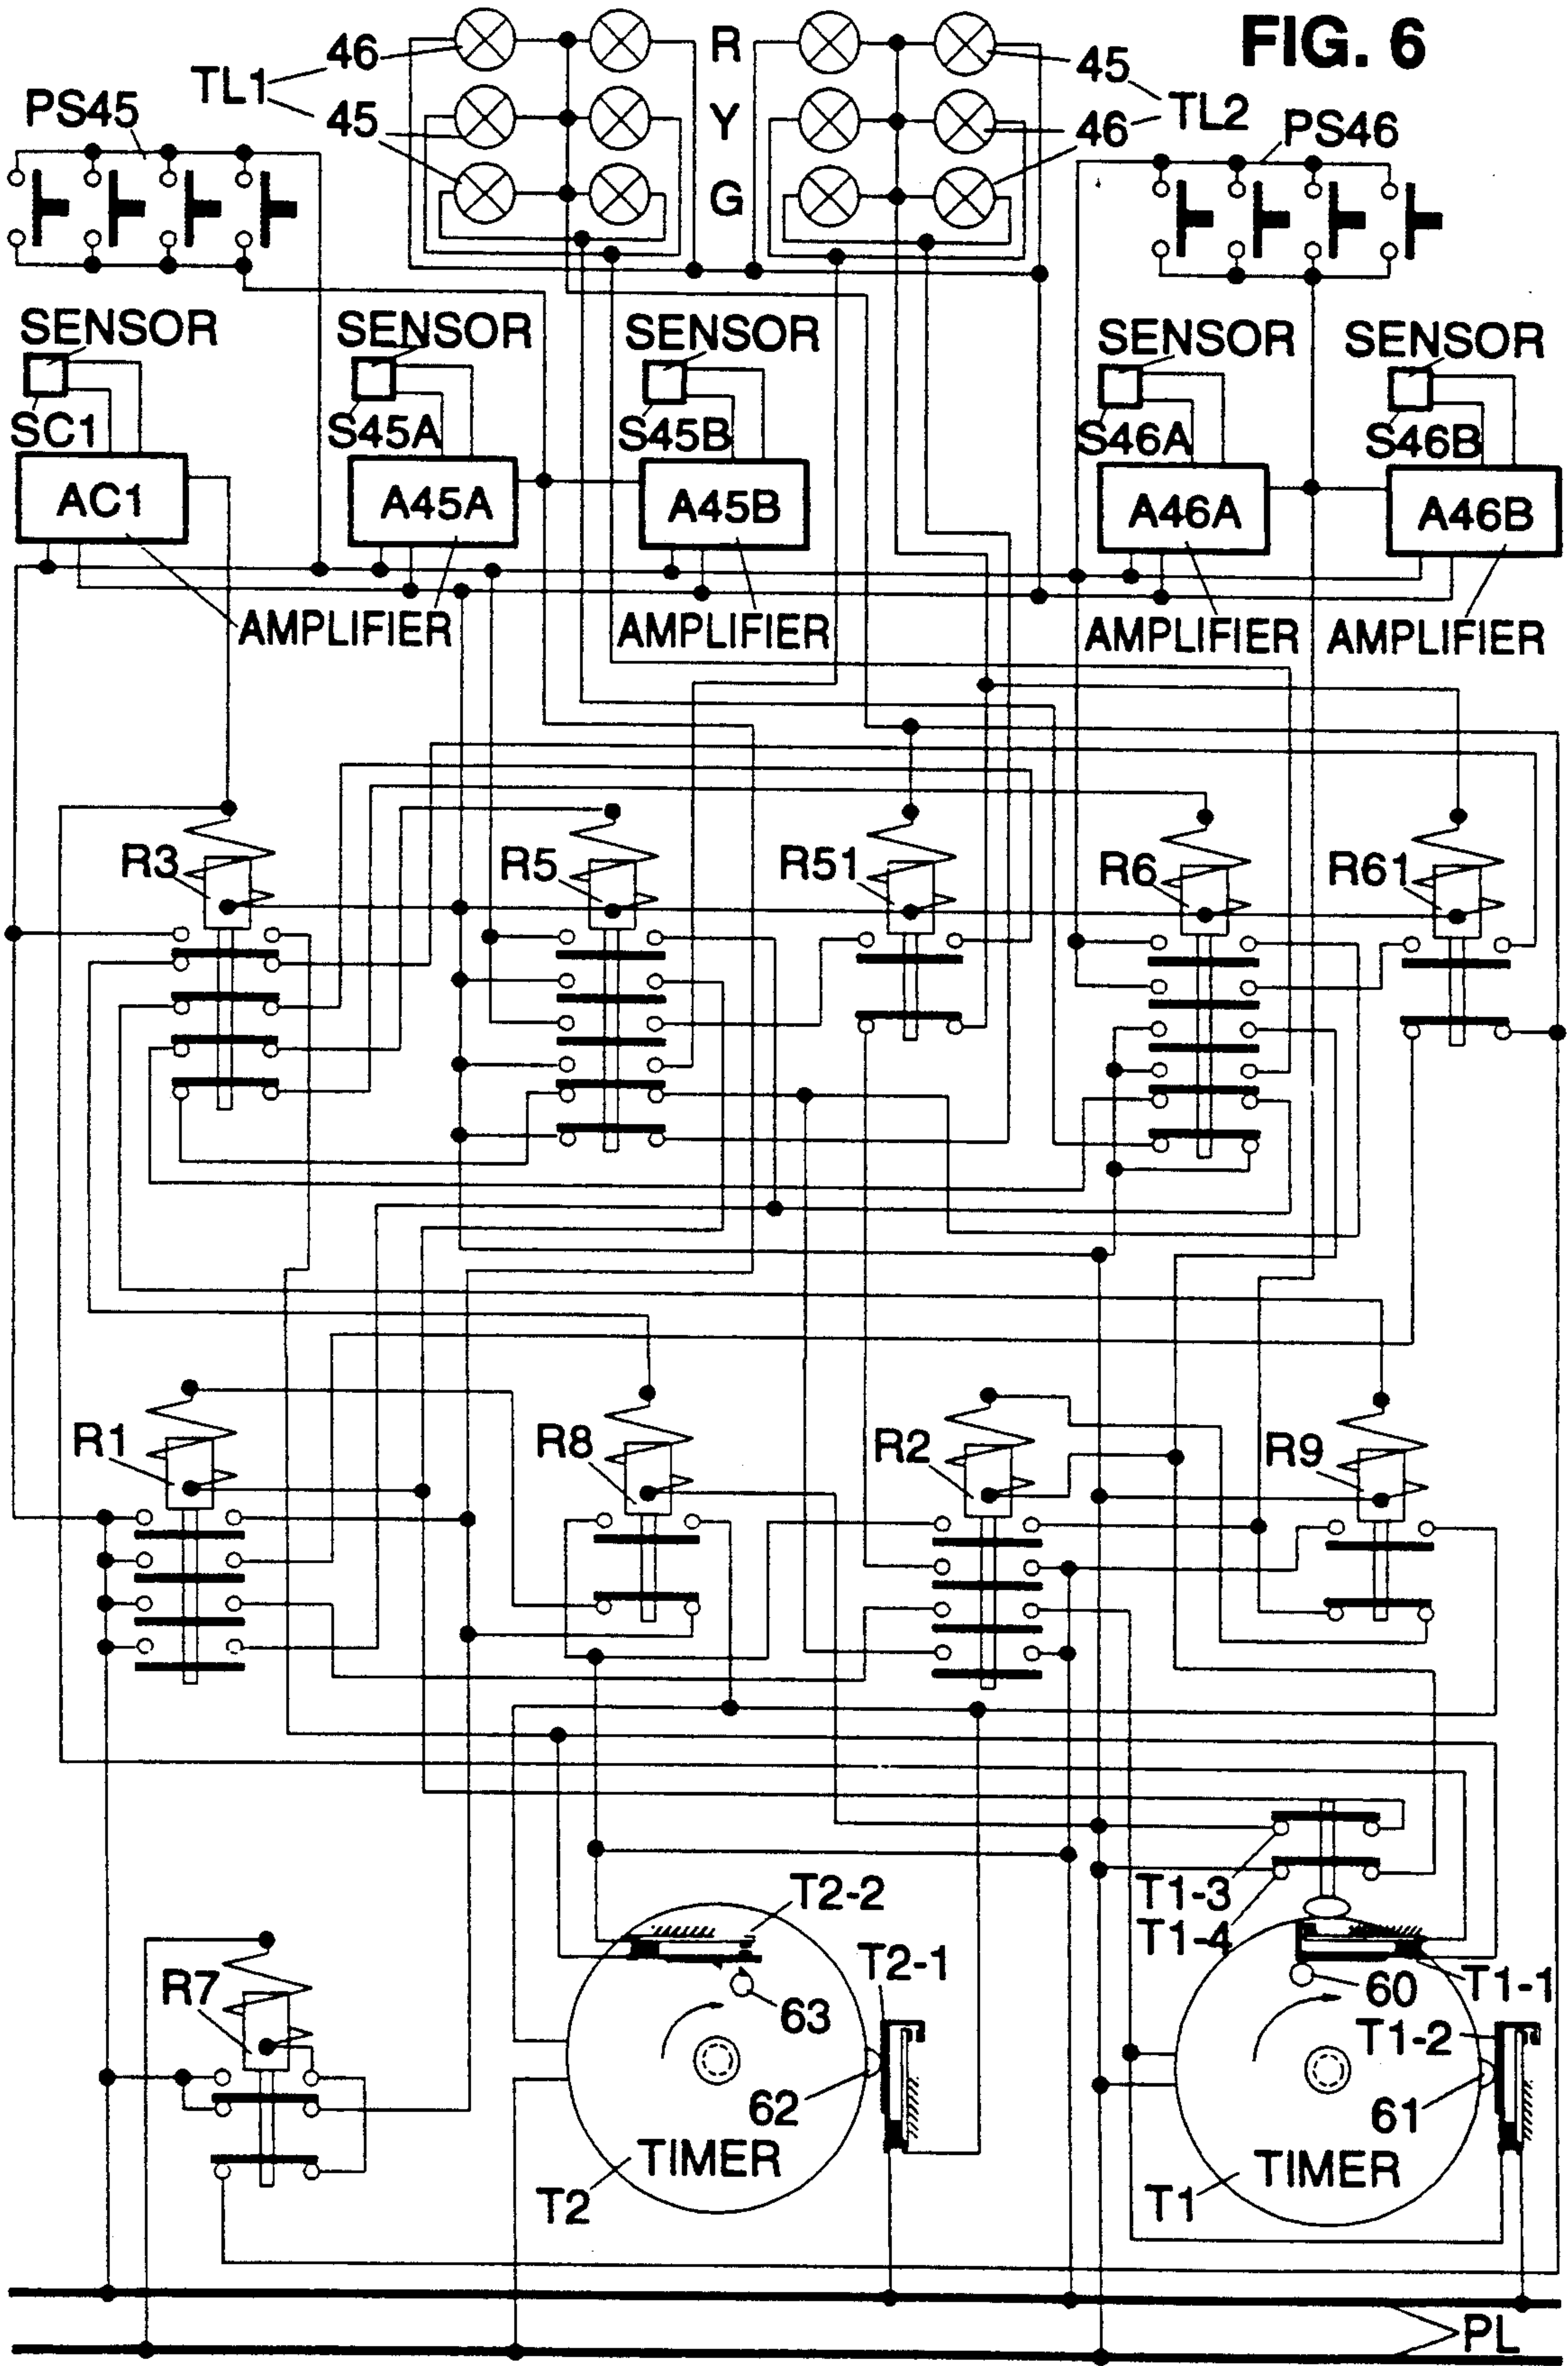 FIG. 6
R
Y
G
TL1
46
45
45
46
TL2
PS45
PS46
SENSOR
SENSOR
SENSOR
SENSOR
SENSOR
SC1
S45A
S45B
S46A
S46B
AC1
A45A
A45B
A46A
A46B
AMPLIFIER
AMPLIFIER
AMPLIFIER
AMPLIFIER
R3
R5
R51
R6
R61
R1
R8
R2
R9
T1-3
T1-4
T2-2
T2-1
T1-1
T1-2
R7
63
60
62
61
TIMER
TIMER
T2
T1
PL